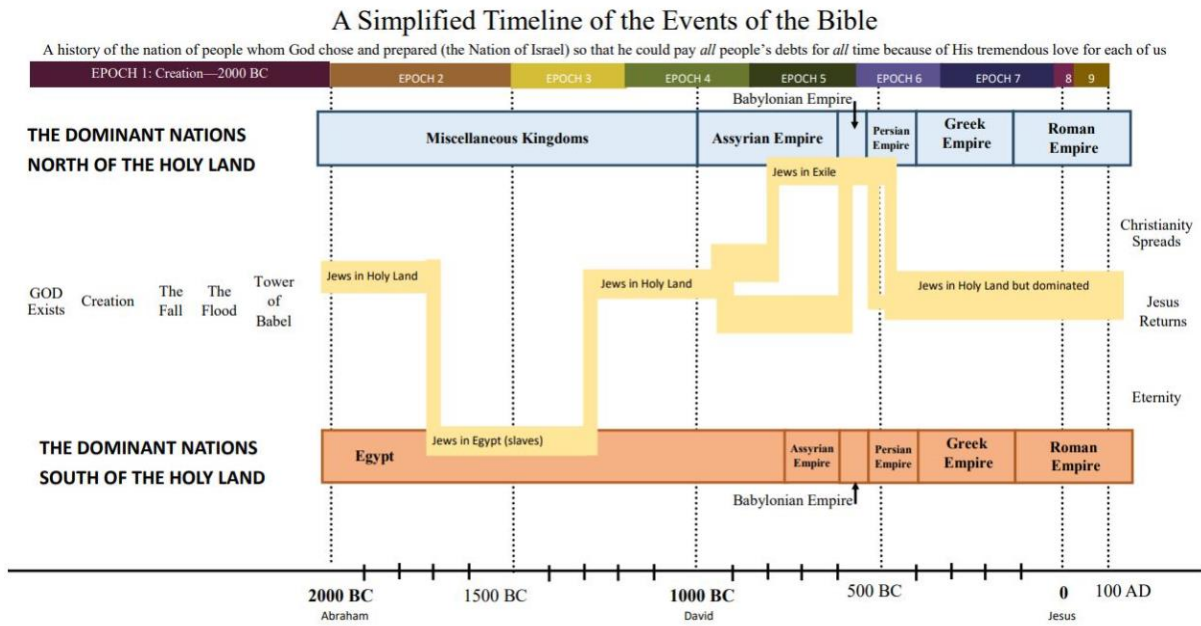 A Simplified Timeline of the Events of the Bible
A history of the nation of people whom God chose and prepared (the Nation of Israel) so that he could pay all people's debts for all time because of His tremendous love for each of us
EPOCH 1: Creation—2000 BC
EPOCH 2
EPOCH 3
EPOCH 4
EPOCH 5
EPOCH 6
EPOCH 7
8
9
Babylonian Empire
THE DOMINANT NATIONS
NORTH OF THE HOLY LAND
Miscellaneous Kingdoms
Assyrian Empire
Persian
Empire
Greek
Empire
Roman
Empire
Jews in Exile
Christianity
Spreads
Jews in Holy Land
Jews in Holy Land
Jews in Holy Land but dominated
GOD
Exists
Creation
The
Fall
The
Flood
Tower
of
Babel
Jesus
Returns
Eternity
THE DOMINANT NATIONS
SOUTH OF THE HOLY LAND
Jews in Egypt (slaves)
Egypt
Assyrian
Empire
Persian
Empire
Greek
Empire
Roman
Empire
Babylonian Empire
2000 BC
Abraham
1500 BC
1000 BC
David
500 BC
0
Jesus
100 AD